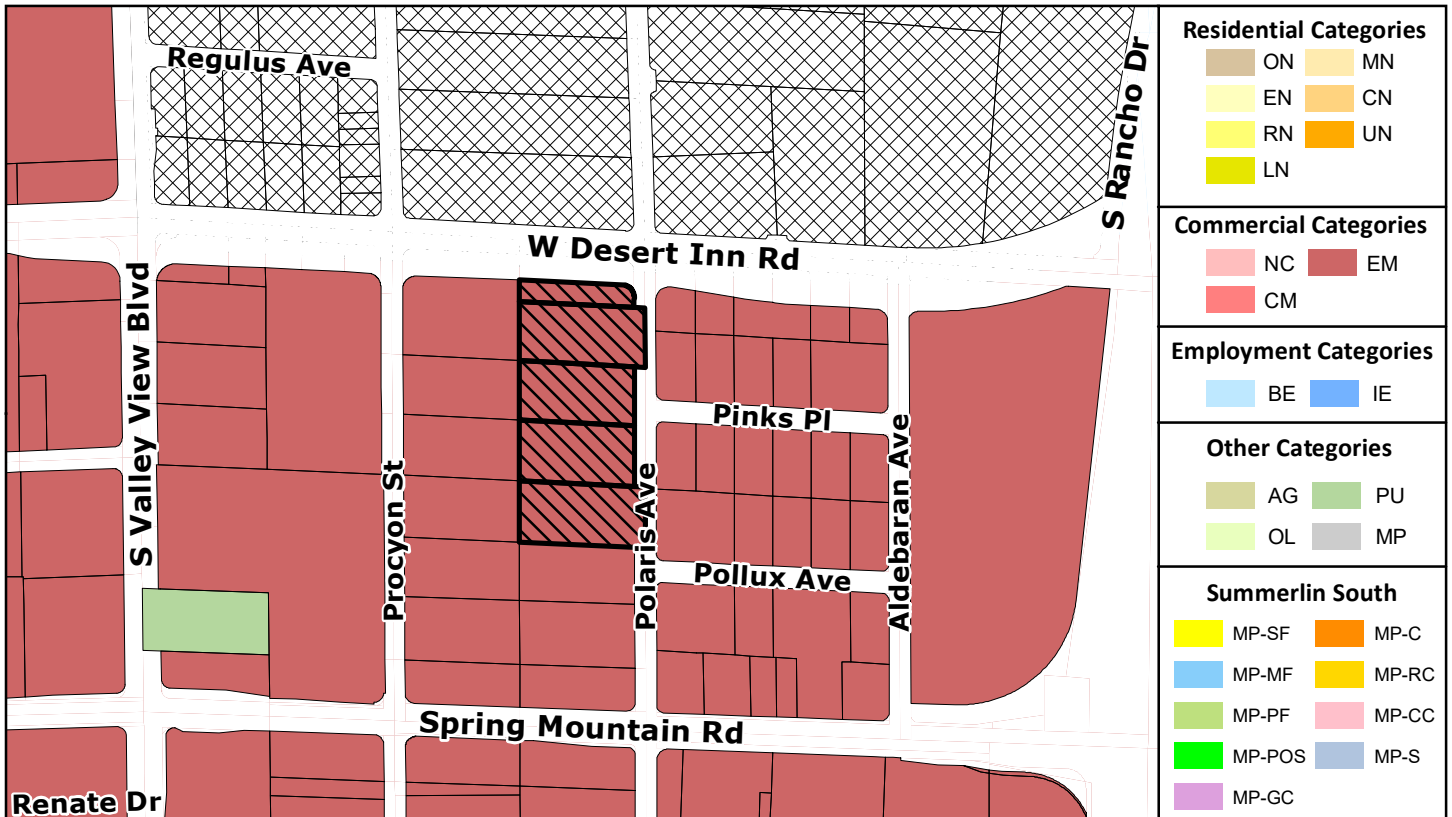 Regulus Ave
S Rancho Dr
W Desert Inn Rd
S Valley View Blvd
Pinks Pl
Procyon St
Polaris Ave
Aldebaran Ave
Pollux Ave
Spring Mountain Rd
Renate Dr
Residential Categories
ON MN
EN CN
RN UN
LN
Commercial Categories
NC EM
CM
Employment Categories
BE IE
Other Categories
AG PU
OL MP
Summerlin South
MP-SF MP-C
MP-MF MP-RC
MP-PF MP-CC
MP-POS MP-S
MP-GC